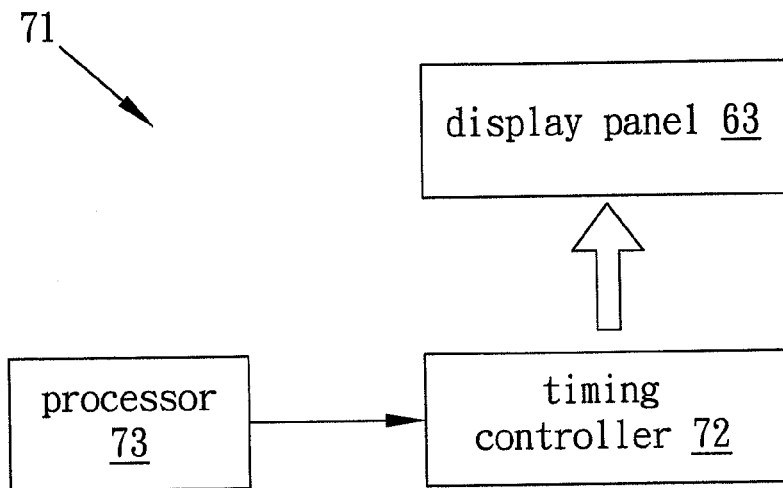 71
display panel 63
processor
73
timing
controller 72